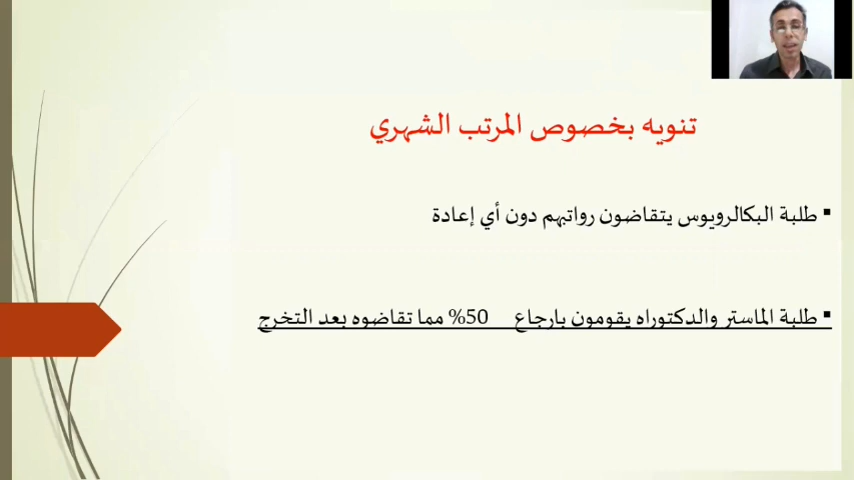 تنويه بخصوص المرتب الشهري
▪ طلبة البكالرويوس يتقاضون رواتبهم دون أي إعادة
▪ طلبة الماستر والدكتوراه يقومون بارجاع 50% مما تقاضوه بعد التخرج